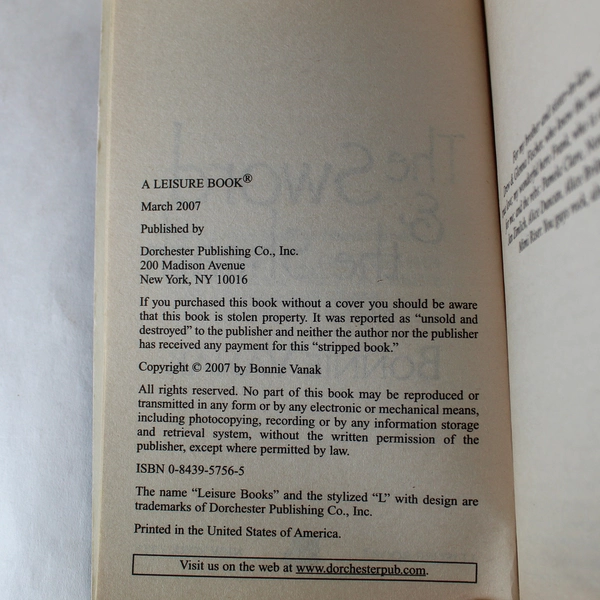 A LEISURE BOOK®
March 2007
Published by
Dorchester Publishing Co., Inc.
200 Madison Avenue
New York, NY 10016
If you purchased this book without a cover you should be aware
that this book is stolen property. It was reported as “unsold and
destroyed” to the publisher and neither the author nor the publisher
has received any payment for this “stripped book.”
Copyright © 2007 by Bonnie Vanak
All rights reserved. No part of this book may be reproduced or
transmitted in any form or by any electronic or mechanical means,
including photocopying, recording or by any information storage
and retrieval system, without the written permission of the
publisher, except where permitted by law.
ISBN 0-8439-5756-5
The name “Leisure Books” and the stylized “L” with design are
trademarks of Dorchester Publishing Co., Inc.
Printed in the United States of America.
Visit us on the web at www.dorchesterpub.com.